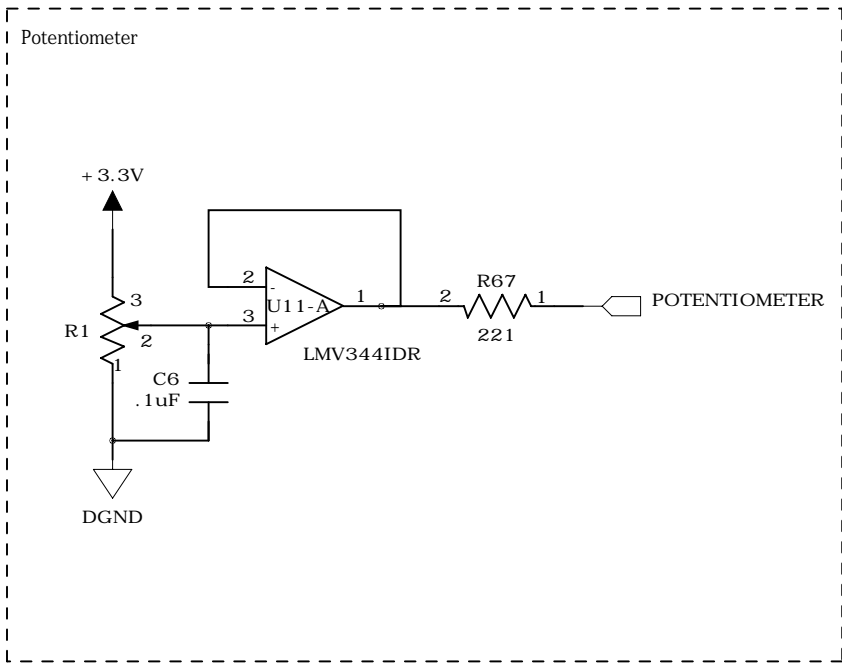 Potentiometer
+3.3V
3
R1
2
1
C6
.1uF
DGND
2
-
U11-A
1
3
+
LMV344IDR
2
R67
1
221
POTENTIOMETER